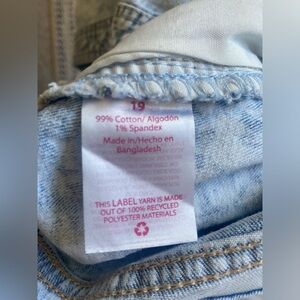 19
99% Cotton/ Algodón
1% Spandex
Made in/Hecho en
Bangladesh
THIS LABEL YARN IS MADE
OUT OF 100% RECYCLED
POLYESTER MATERIALS